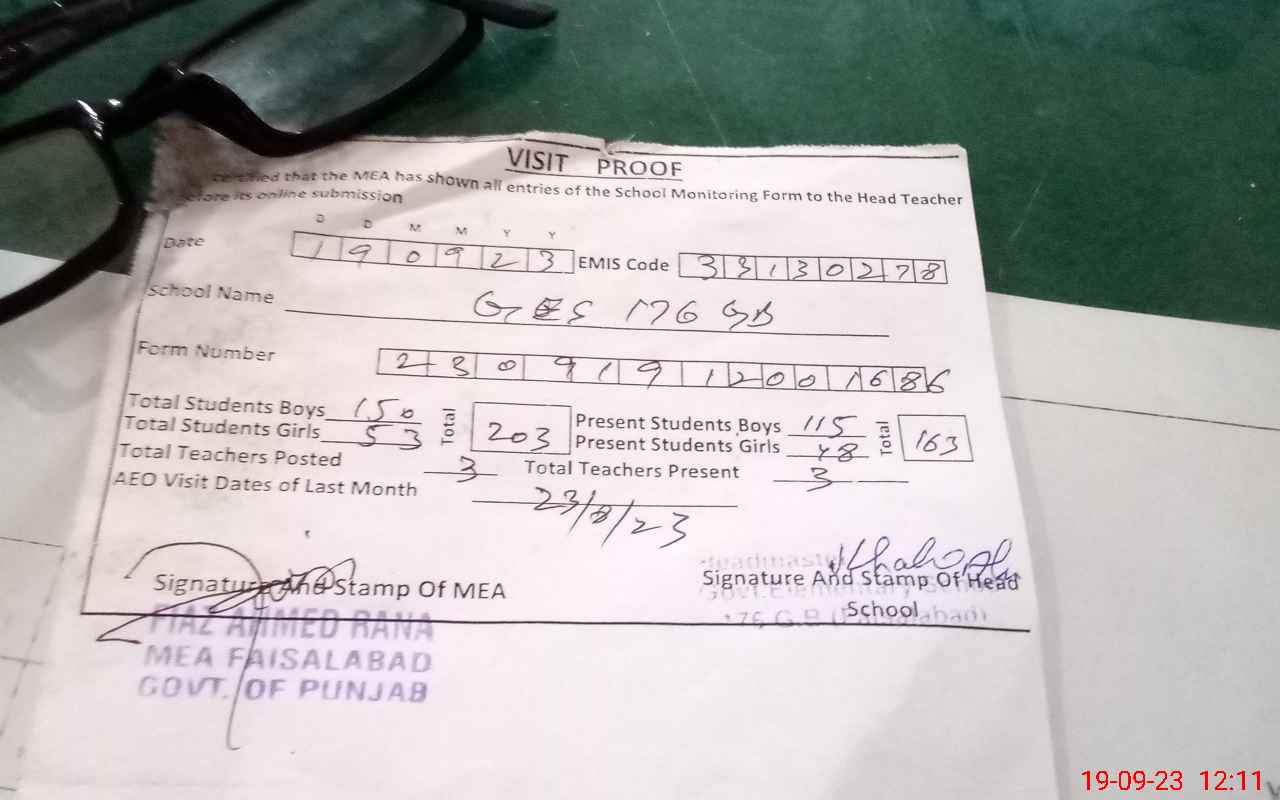 VISIT PROOF
certified that the MEA has shown all entries of the School Monitoring Form to the Head Teacher
before its online submission
D D M M Y Y
Date 1 9 0 9 2 3 EMIS Code 3 3 1 3 0 2 7 8
School Name GES 176 GB
Form Number 2 3 0 9 1 9 1 2 0 0 1 6 8 6
Total Students Boys 150 Total 203 Present Students Boys 115 Total 163
Total Students Girls 53 Present Students Girls 48
Total Teachers Posted 3 Total Teachers Present 3
AEO Visit Dates of Last Month 23/8/23
Headmaster
Signature And Stamp Of MEA Signature And Stamp Of Head
Govt. Elementary School
School
176 G.B (Faisalabad)
FIAZ AHMED RANA
MEA FAISALABAD
GOVT. OF PUNJAB
19-09-23 12:11